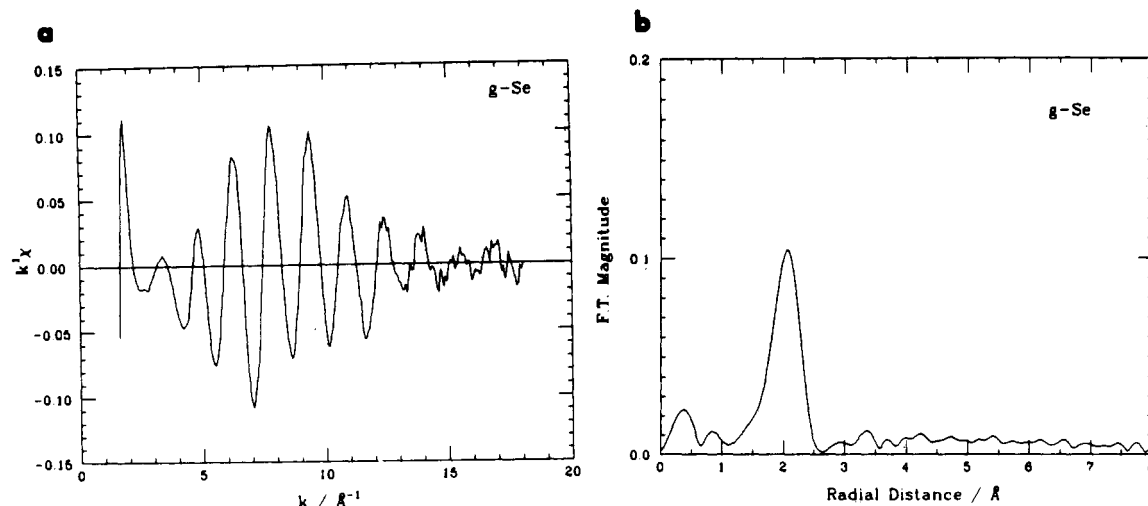 a
0.15
0.10
0.05
0.00
-0.05
-0.10
-0.15
k¹χ
g-Se
0
5
10
15
20
k / Å⁻¹
b
0.2
0.1
0.0
F.T. Magnitude
g-Se
0
1
2
3
4
5
6
7
Radial Distance / Å